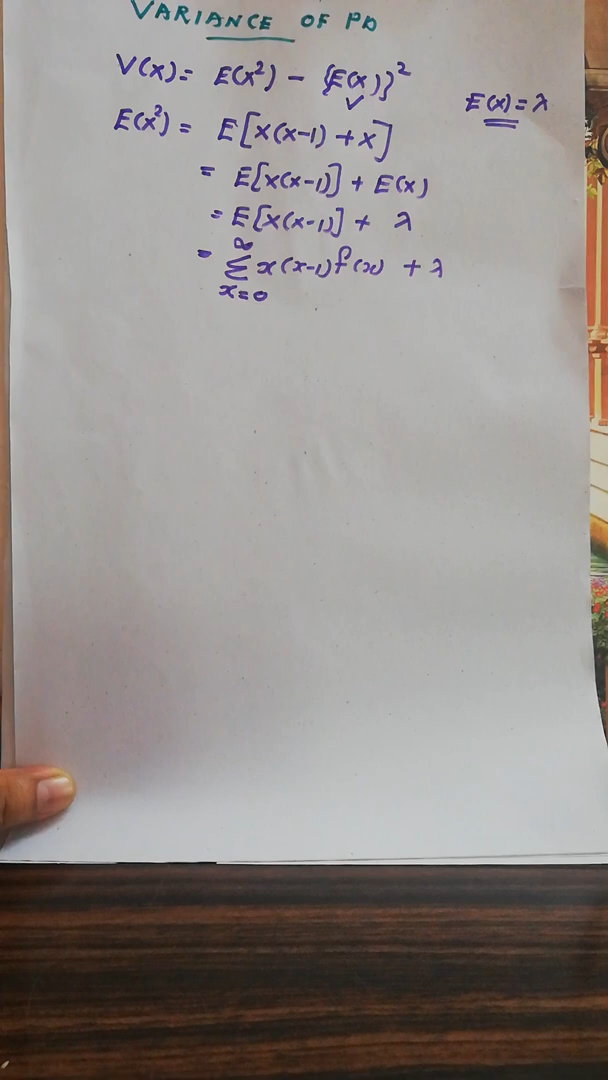 VARIANCE OF PD
V(x) = E(x²) - {E(x)}²
E(x) = λ
E(x²) = E[x(x-1) + x]
= E[x(x-1)] + E(x)
= E[x(x-1)] + λ
= ∞ Σ x=0 x(x-1) f(x) + λ